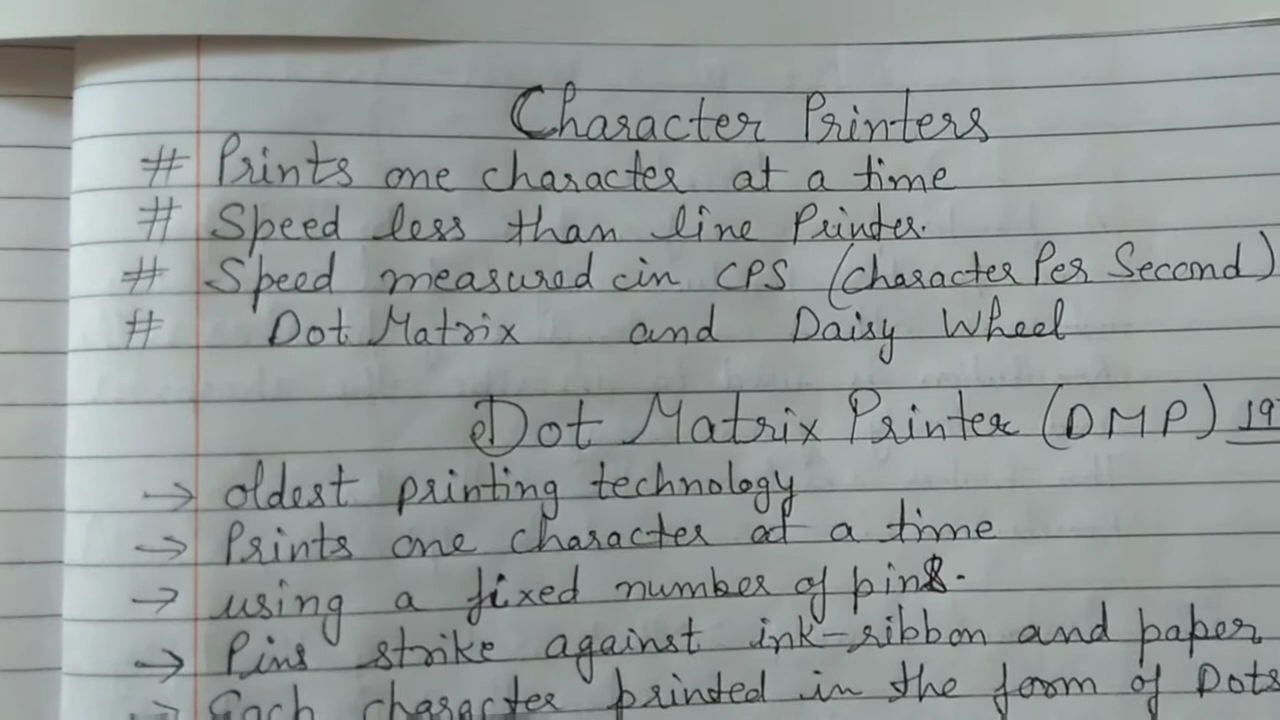 Character Printers
# Prints one character at a time
# Speed less than line Printer.
# Speed measured in CPS (Character Per Second)
# Dot Matrix and Daisy Wheel
Dot Matrix Printer (DMP) 19
→ oldest printing technology
→ Prints one character at a time
→ using a fixed number of pins.
→ Pins strike against ink-ribbon and paper
→ Each character printed in the form of Dots